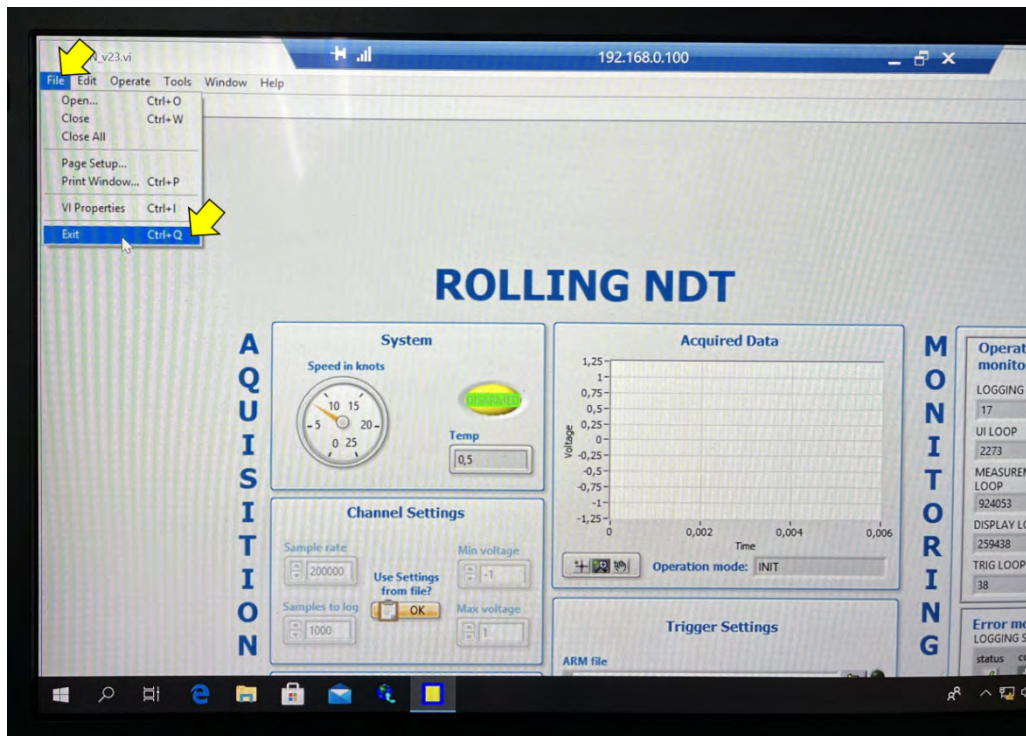 N_v23.vi
192.168.0.100
File Edit Operate Tools Window Help
Open... Ctrl+O
Close Ctrl+W
Close All
Page Setup...
Print Window... Ctrl+P
VI Properties Ctrl+I
Exit Ctrl+Q
ROLLING NDT
AQUISITION
System
Speed in knots
0 5 10 15 20 25
DISARMED
Temp
0,5
Channel Settings
Sample rate
200000
Samples to log
1000
Use Settings
from file?
OK
Min voltage
-1
Max voltage
1
Acquired Data
Voltage
1,25
1
0,75
0,5
0,25
0
-0,25
-0,5
-0,75
-1
-1,25
0 0,002 0,004 0,006
Time
Operation mode: INIT
Trigger Settings
ARM file
MONITORING
Operat
monito
LOGGING
17
UI LOOP
2273
MEASUREM
LOOP
924053
DISPLAY LO
259438
TRIG LOOP
38
Error mo
LOGGING S
status co